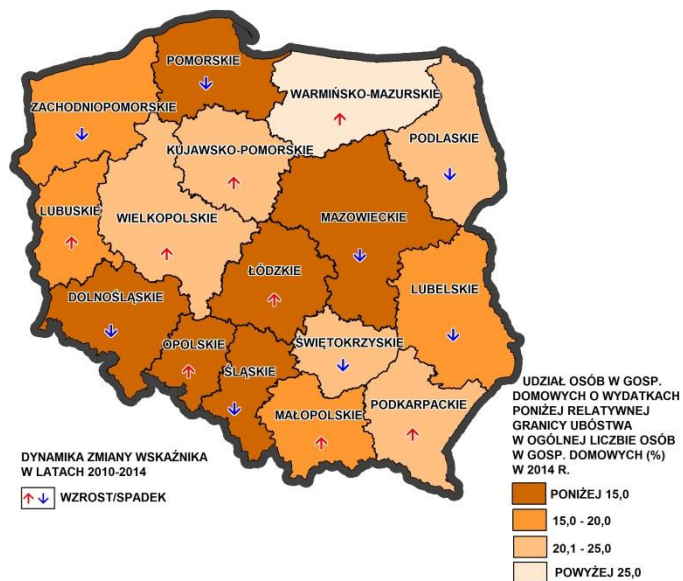 POMORSKIE
WARMIŃSKO-MAZURSKIE
ZACHODNIOPOMORSKIE
PODLASKIE
KUJAWSKO-POMORSKIE
LUBUSKIE
WIELKOPOLSKIE
MAZOWIECKIE
ŁÓDZKIE
LUBELSKIE
DOLNOŚLĄSKIE
OPOLSKIE
ŚWIĘTOKRZYSKIE
ŚLĄSKIE
MAŁOPOLSKIE
PODKARPACKIE
DYNAMIKA ZMIANY WSKAŹNIKA
W LATACH 2010-2014
WZROST/SPADEK
UDZIAŁ OSÓB W GOSP.
DOMOWYCH O WYDATKACH
PONIŻEJ RELATYWNEJ
GRANICY UBÓSTWA
W OGÓLNEJ LICZBIE OSÓB
W GOSP. DOMOWYCH (%)
W 2014 R.
PONIŻEJ 15,0
15,0 - 20,0
20,1 - 25,0
POWYŻEJ 25,0